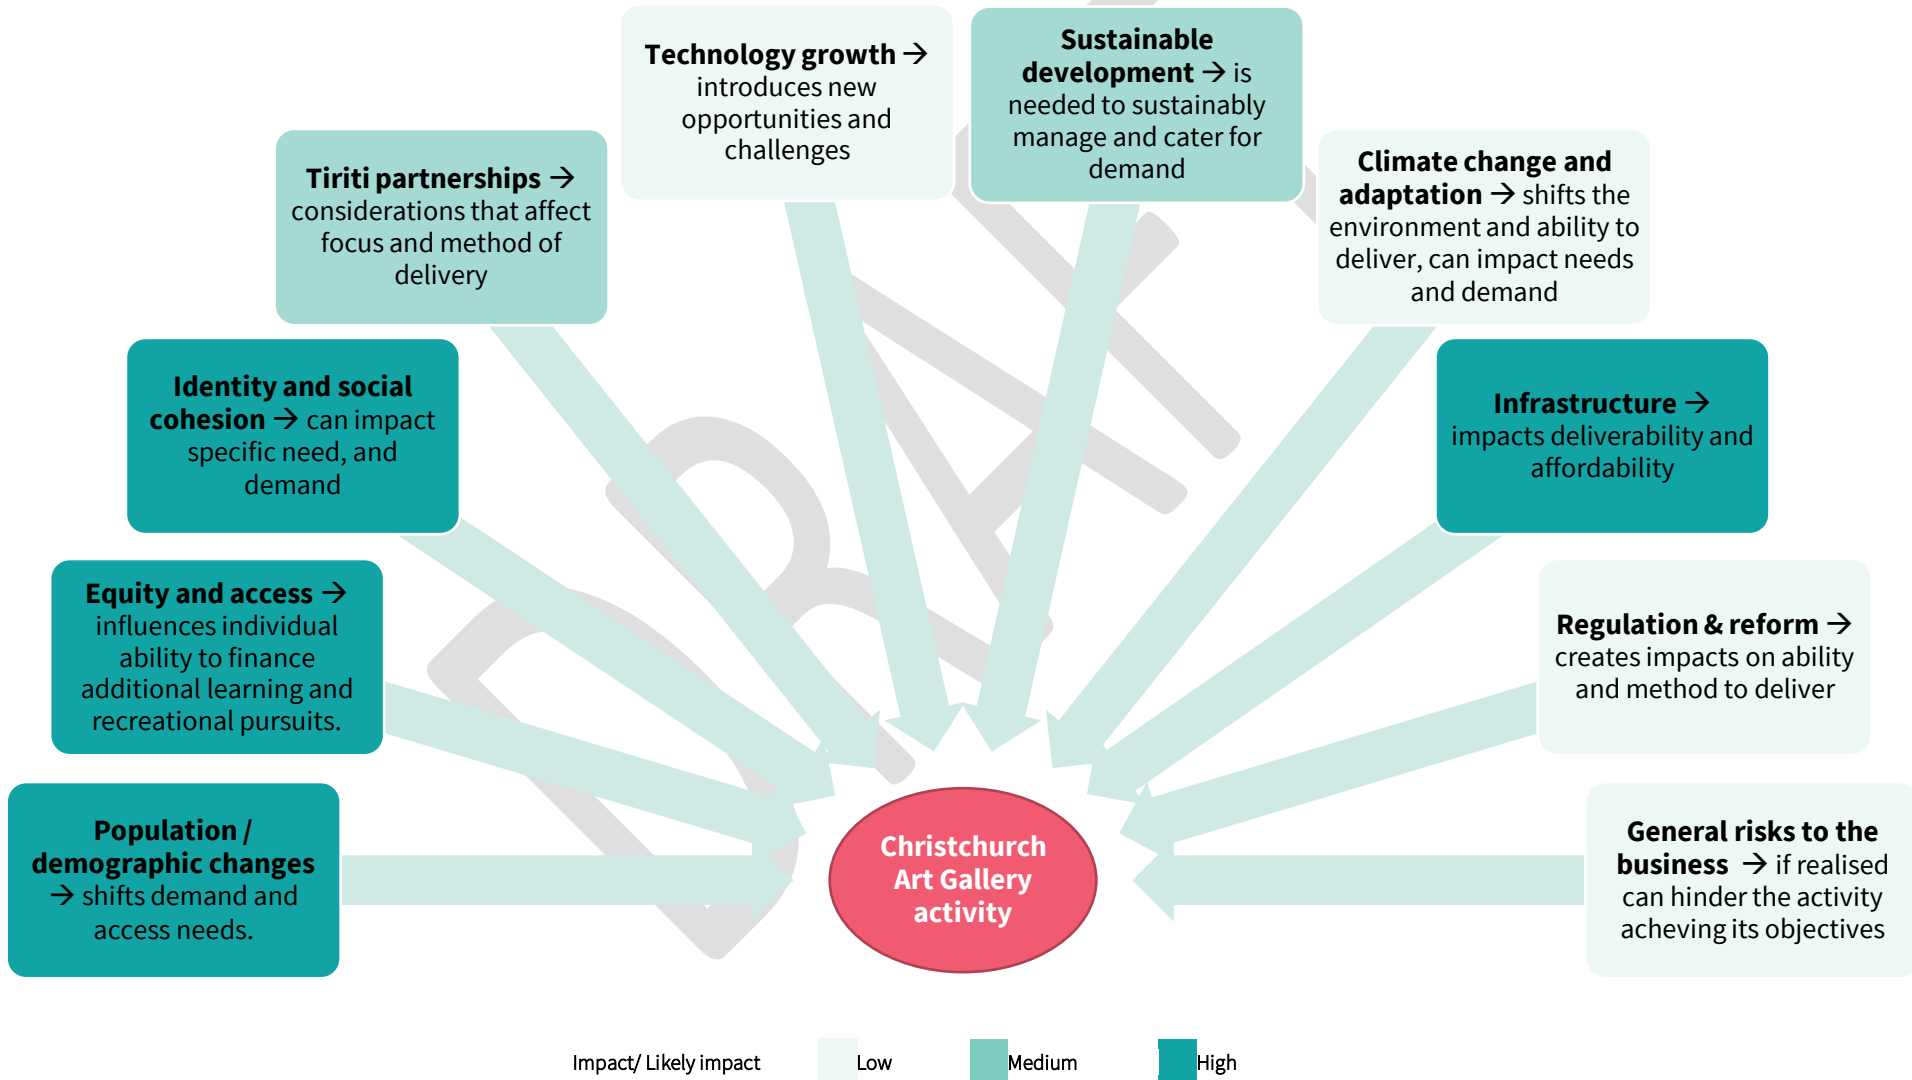 Technology growth →
introduces new
opportunities and
challenges
Sustainable
development → is
needed to sustainably
manage and cater for
demand
Tiriti partnerships →
considerations that affect
focus and method of
delivery
Climate change and
adaptation → shifts the
environment and ability to
deliver, can impact needs
and demand
Identity and social
cohesion → can impact
specific need, and
demand
Infrastructure →
impacts deliverability and
affordability
Equity and access →
influences individual
ability to finance
additional learning and
recreational pursuits.
Regulation & reform →
creates impacts on ability
and method to deliver
Population /
demographic changes
→ shifts demand and
access needs.
General risks to the
business → if realised
can hinder the activity
acheving its objectives
Christchurch
Art Gallery
activity
DRAFT
Impact/ Likely impact
Low
Medium
High